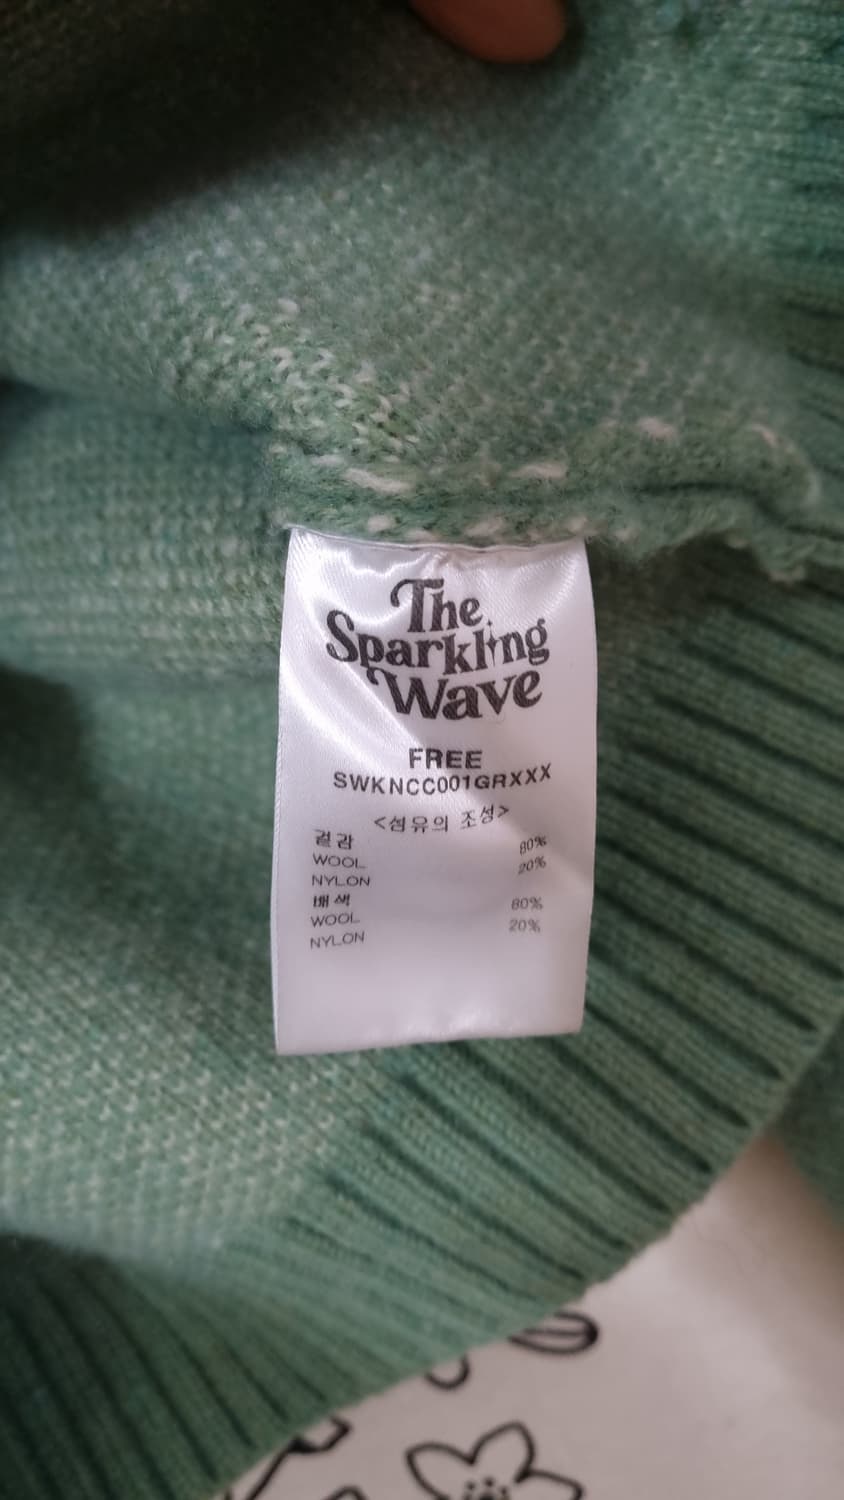 The
Sparkling
Wave
FREE
SWKNCC001GRXXX
<섬유의 조성>
겉감
WOOL 80%
NYLON 20%
배색
WOOL 80%
NYLON 20%